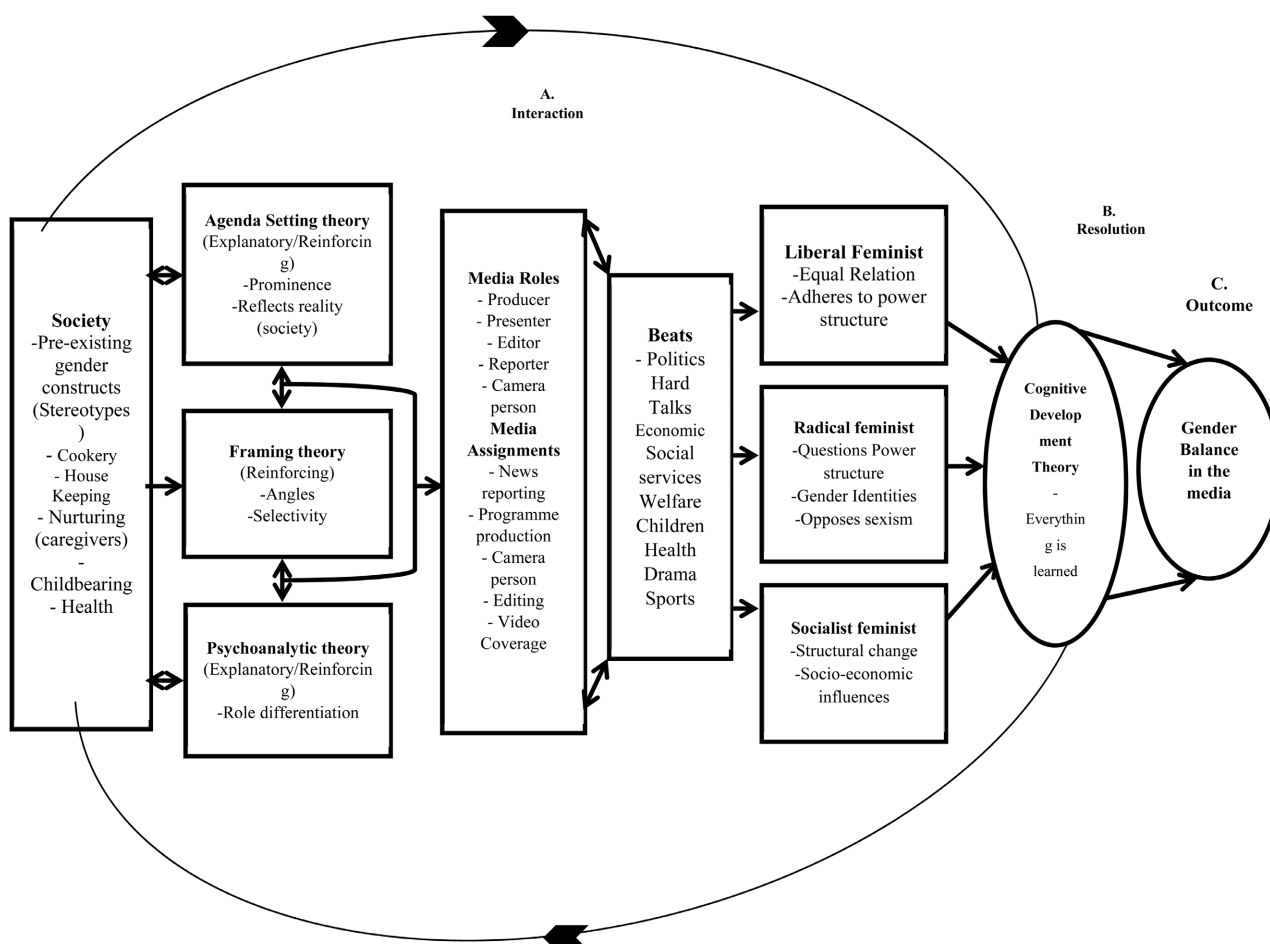 A.
Interaction
B.
Resolution
C.
Outcome
Society
-Pre-existing
gender
constructs
(Stereotypes
)
- Cookery
- House
Keeping
- Nurturing
(caregivers)
-
Childbearing
- Health
Agenda Setting theory
(Explanatory/Reinforcin
g)
-Prominence
-Reflects reality
(society)
Framing theory
(Reinforcing)
-Angles
-Selectivity
Psychoanalytic theory
(Explanatory/Reinforcin
g)
-Role differentiation
Media Roles
- Producer
- Presenter
- Editor
- Reporter
- Camera
person
Media
Assignments
- News
reporting
- Programme
production
- Camera
person
- Editing
- Video
Coverage
Beats
- Politics
Hard
Talks
Economic
Social
services
Welfare
Children
Health
Drama
Sports
Liberal Feminist
-Equal Relation
-Adheres to power
structure
Radical feminist
-Questions Power
structure
-Gender Identities
-Opposes sexism
Socialist feminist
-Structural change
-Socio-economic
influences
Cognitive
Develop
ment
Theory
-
Everythin
g is
learned
Gender
Balance
in the
media